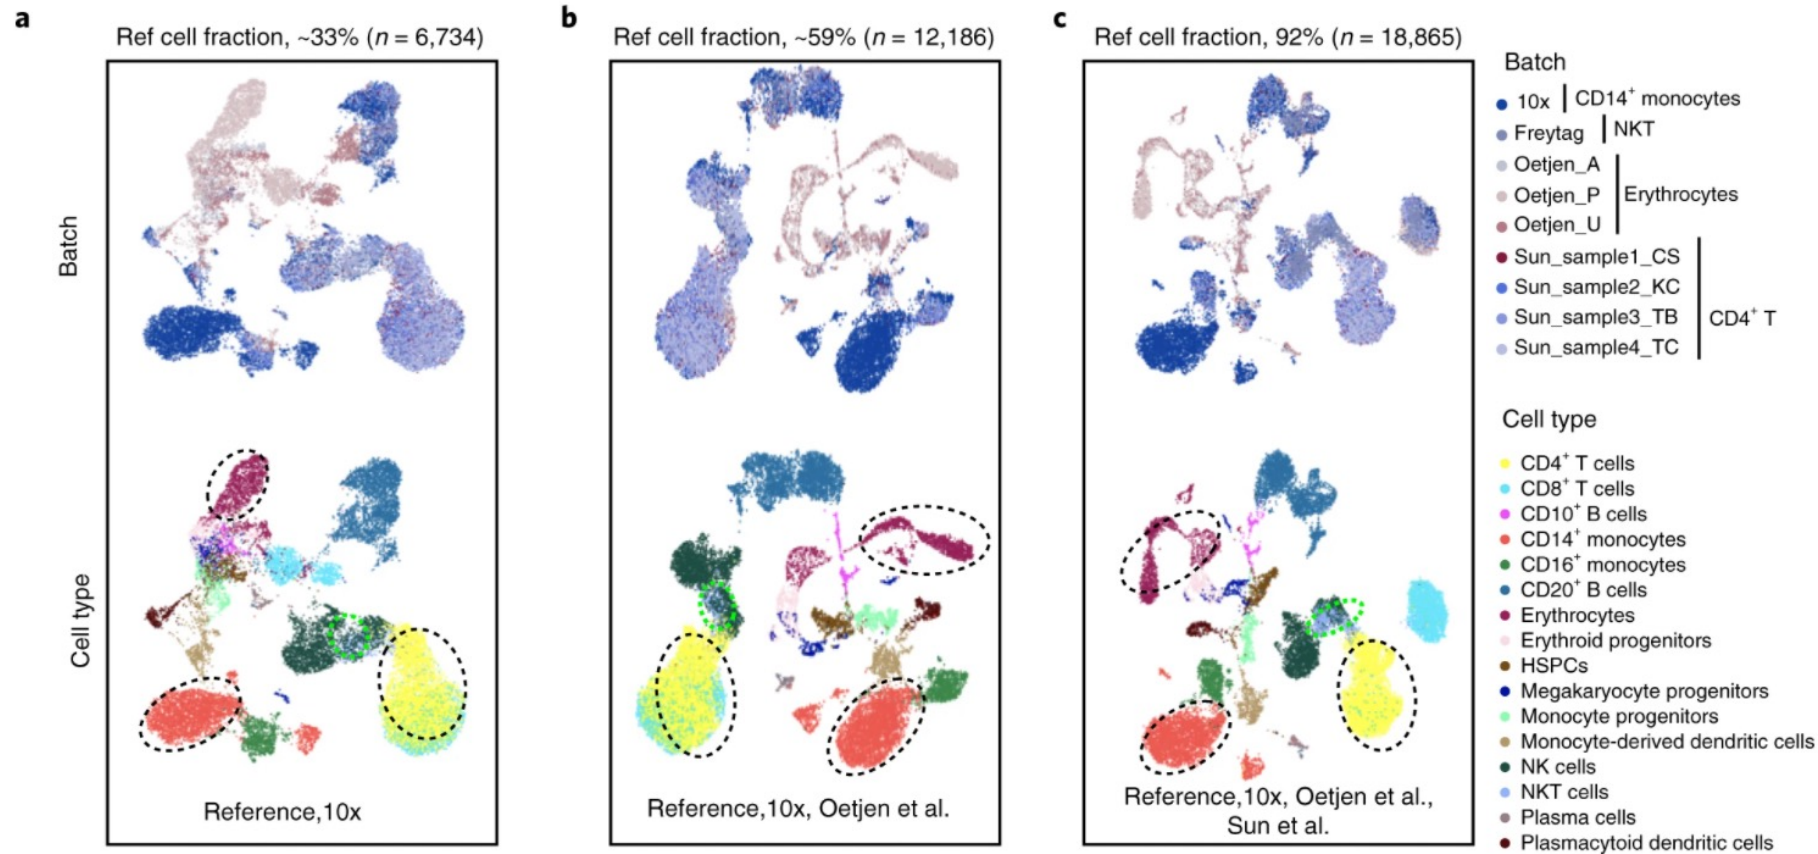 a
Ref cell fraction, ~33% (n = 6,734)
Batch
Cell type
Reference,10x
b
Ref cell fraction, ~59% (n = 12,186)
Reference,10x, Oetjen et al.
c
Ref cell fraction, 92% (n = 18,865)
Reference,10x, Oetjen et al.,
Sun et al.
Batch
10x
CD14⁺ monocytes
Freytag
NKT
Oetjen_A
Oetjen_P
Oetjen_U
Erythrocytes
Sun_sample1_CS
Sun_sample2_KC
Sun_sample3_TB
Sun_sample4_TC
CD4⁺ T
Cell type
CD4⁺ T cells
CD8⁺ T cells
CD10⁺ B cells
CD14⁺ monocytes
CD16⁺ monocytes
CD20⁺ B cells
Erythrocytes
Erythroid progenitors
HSPCs
Megakaryocyte progenitors
Monocyte progenitors
Monocyte-derived dendritic cells
NK cells
NKT cells
Plasma cells
Plasmacytoid dendritic cells